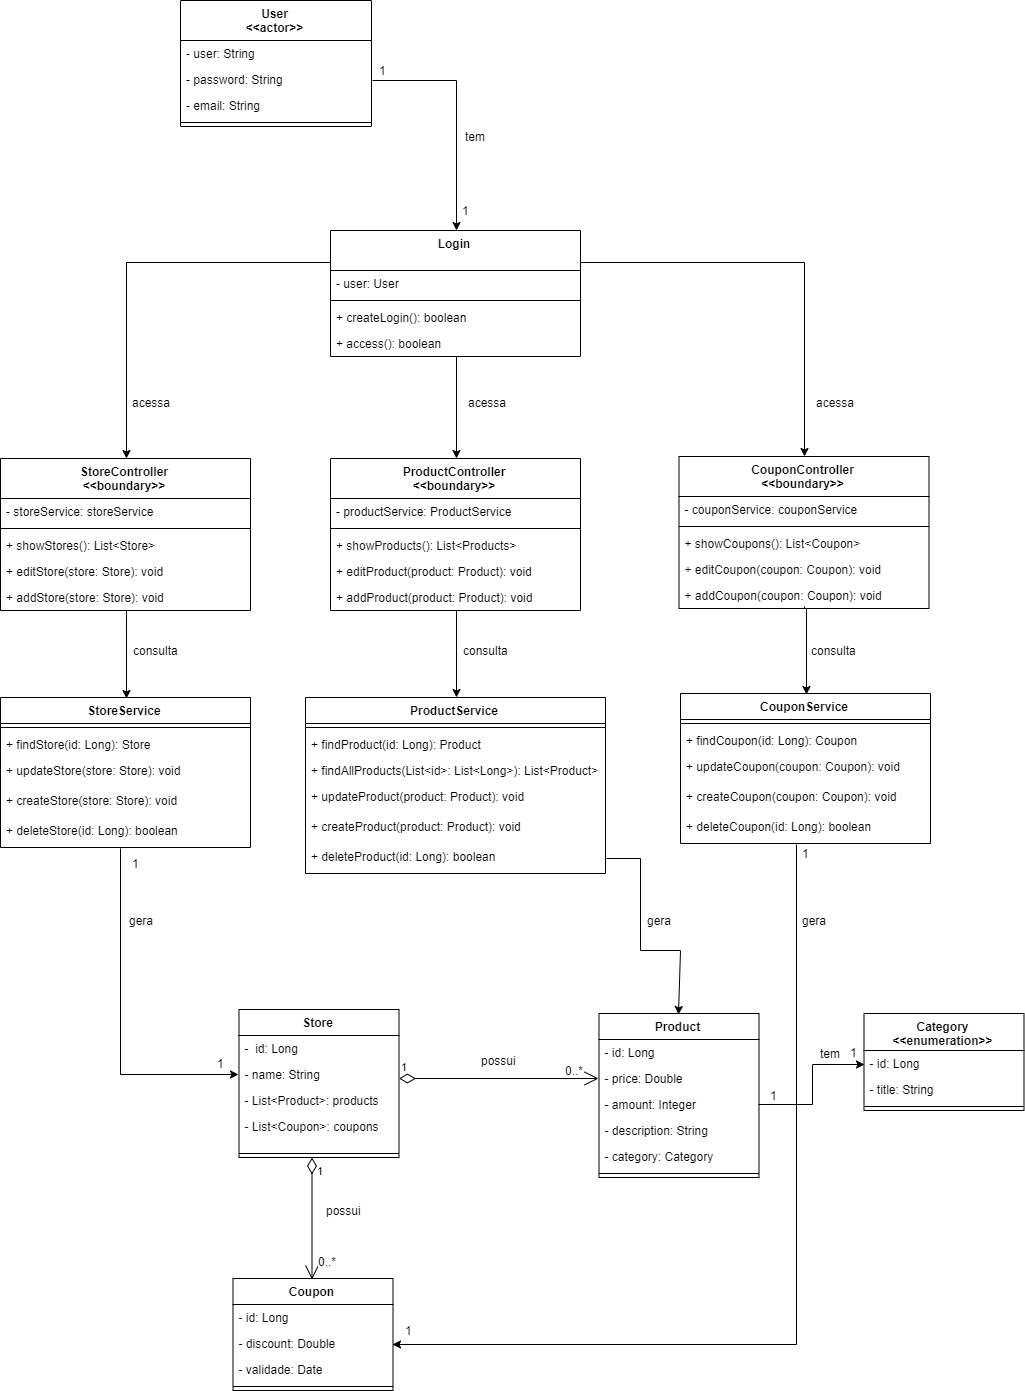 User
<<actor>>
- user: String
- password: String
- email: String
1
tem
1
Login
- user: User
+ createLogin(): boolean
+ access(): boolean
acessa
acessa
acessa
StoreController
<<boundary>>
- storeService: storeService
+ showStores(): List<Store>
+ editStore(store: Store): void
+ addStore(store: Store): void
ProductController
<<boundary>>
- productService: ProductService
+ showProducts(): List<Products>
+ editProduct(product: Product): void
+ addProduct(product: Product): void
CouponController
<<boundary>>
- couponService: couponService
+ showCoupons(): List<Coupon>
+ editCoupon(coupon: Coupon): void
+ addCoupon(coupon: Coupon): void
consulta
consulta
consulta
StoreService
+ findStore(id: Long): Store
+ updateStore(store: Store): void
+ createStore(store: Store): void
+ deleteStore(id: Long): boolean
ProductService
+ findProduct(id: Long): Product
+ findAllProducts(List<id>: List<Long>): List<Product>
+ updateProduct(product: Product): void
+ createProduct(product: Product): void
+ deleteProduct(id: Long): boolean
CouponService
+ findCoupon(id: Long): Coupon
+ updateCoupon(coupon: Coupon): void
+ createCoupon(coupon: Coupon): void
+ deleteCoupon(id: Long): boolean
1
1
gera
gera
gera
Store
- id: Long
- name: String
- List<Product>: products
- List<Coupon>: coupons
1
1
possui
0..*
Product
- id: Long
- price: Double
- amount: Integer
- description: String
- category: Category
1
tem
1
Category
<<enumeration>>
- id: Long
- title: String
1
possui
0..*
Coupon
- id: Long
- discount: Double
- validade: Date
1